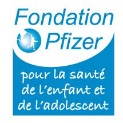 Fondation
Pfizer
pour la santé
de l'enfant et
de l'adolescent